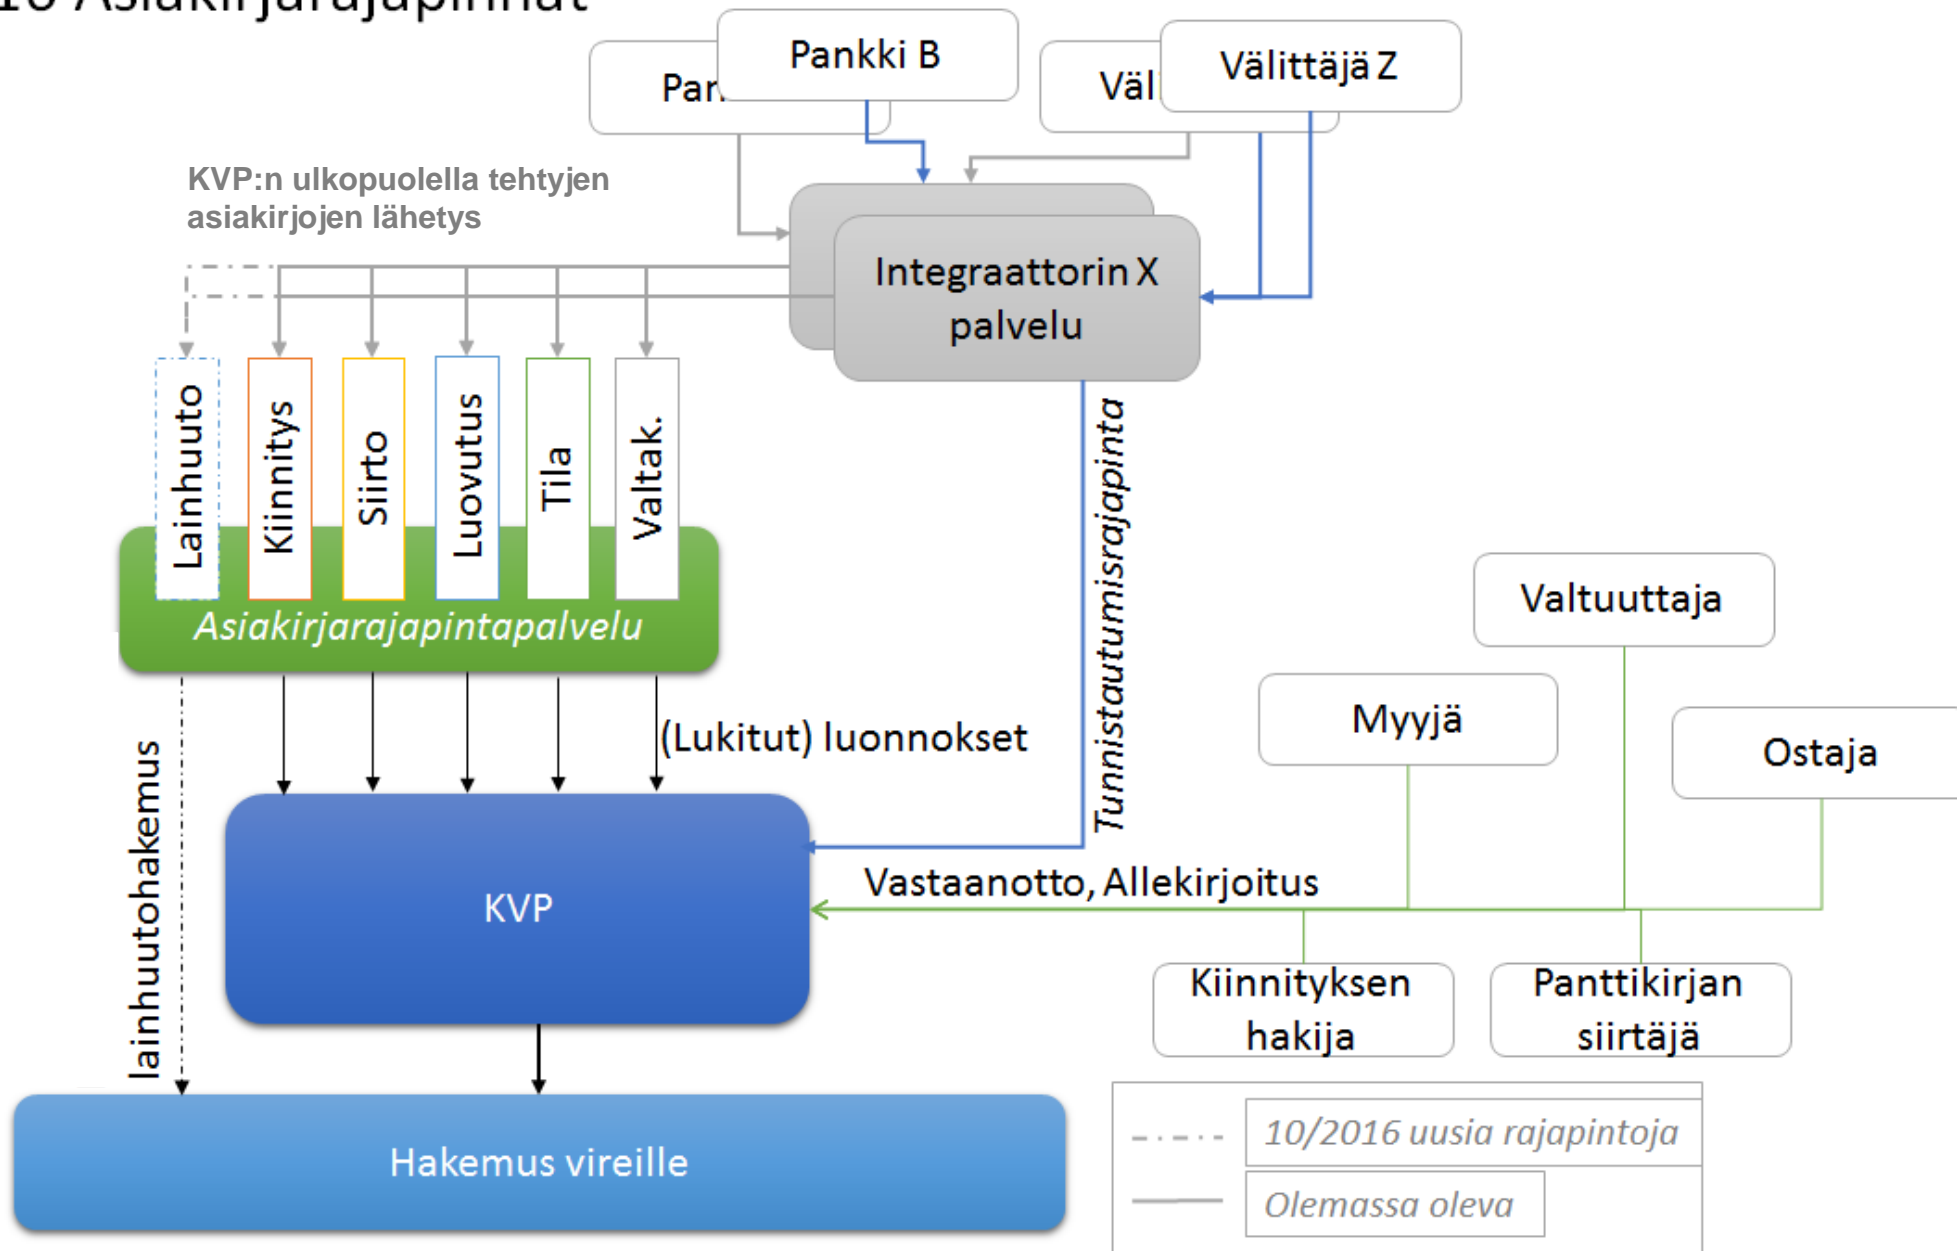 Asiakirjarajapinnat
Pankki B
Välittäjä Z
KVP:n ulkopuolella tehtyjen
asiakirjojen lähetys
Integraattorin X
palvelu
Lainhuuto
Kiinnitys
Siirto
Luovutus
Tila
Valtak.
Asiakirjarajapintapalvelu
Tunnistautumisrajapinta
Valtuuttaja
Myyjä
Ostaja
(Lukitut) luonnokset
lainhuutohakemus
Vastaanotto, Allekirjoitus
KVP
Kiinnityksen
hakija
Panttikirjan
siirtäjä
10/2016 uusia rajapintoja
Olemassa oleva
Hakemus vireille